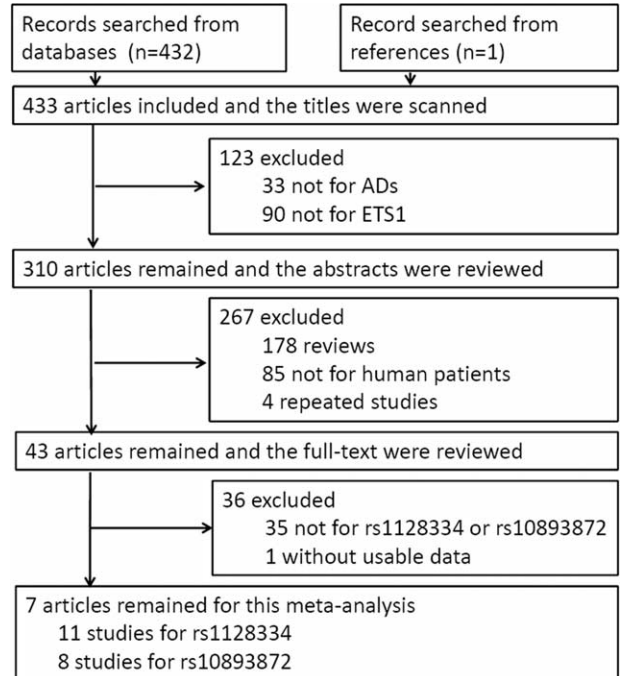 Records searched from
databases (n=432)
Record searched from
references (n=1)
433 articles included and the titles were scanned
123 excluded
33 not for ADs
90 not for ETS1
310 articles remained and the abstracts were reviewed
267 excluded
178 reviews
85 not for human patients
4 repeated studies
43 articles remained and the full-text were reviewed
36 excluded
35 not for rs1128334 or rs10893872
1 without usable data
7 articles remained for this meta-analysis
11 studies for rs1128334
8 studies for rs10893872